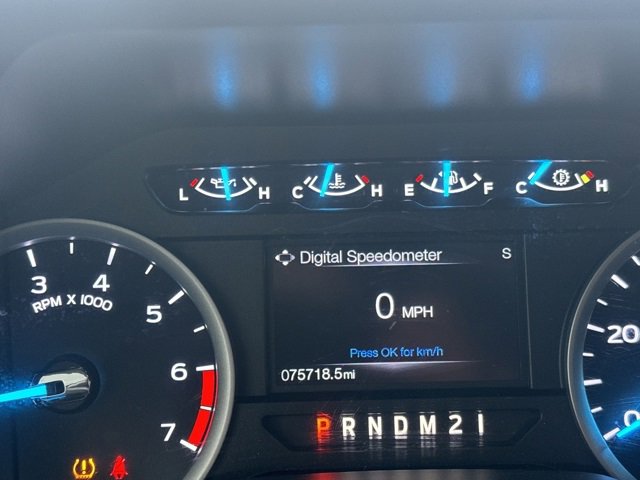 L H C H E F C H
Digital Speedometer S
0 MPH
Press OK for km/h
075718.5mi
P R N D M 2 1
3 4 5 6 7
RPM X 1000
20
0